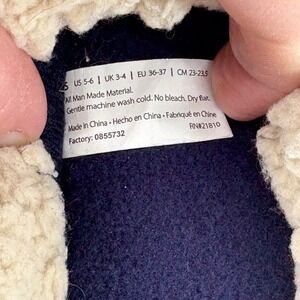 US 5-6 | UK 3-4 | EU 36-37 | CM 23-23.5
All Man Made Material.
Gentle machine wash cold. No bleach. Dry flat.
Made in China • Hecho en China • Fabriqué en Chine
Factory: 0855732
RN#21810